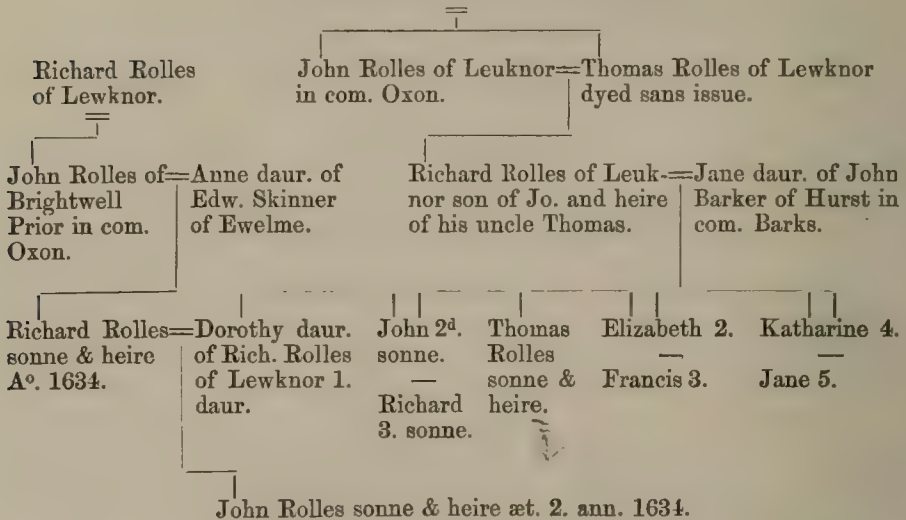 Richard Rolles
of Lewknor.
John Rolles of Leuknor=Thomas Rolles of Lewknor
in com. Oxon.
dyed sans issue.
John Rolles of=Anne daur. of
Brightwell
Prior in com.
Oxon.
Edw. Skinner
of Ewelme.
Richard Rolles of Leuk-=Jane daur. of John
nor son of Jo. and heire
of his uncle Thomas.
Barker of Hurst in
com. Barks.
Richard Rolles=Dorothy daur.
sonne & heire
Aº. 1634.
of Rich. Rolles
of Lewknor 1.
daur.
John 2ᵈ.
sonne.
—
Richard
3. sonne.
Thomas
Rolles
sonne &
heire.
Elizabeth 2.
—
Francis 3.
Katharine 4.
—
Jane 5.
John Rolles sonne & heire æt. 2. ann. 1634.